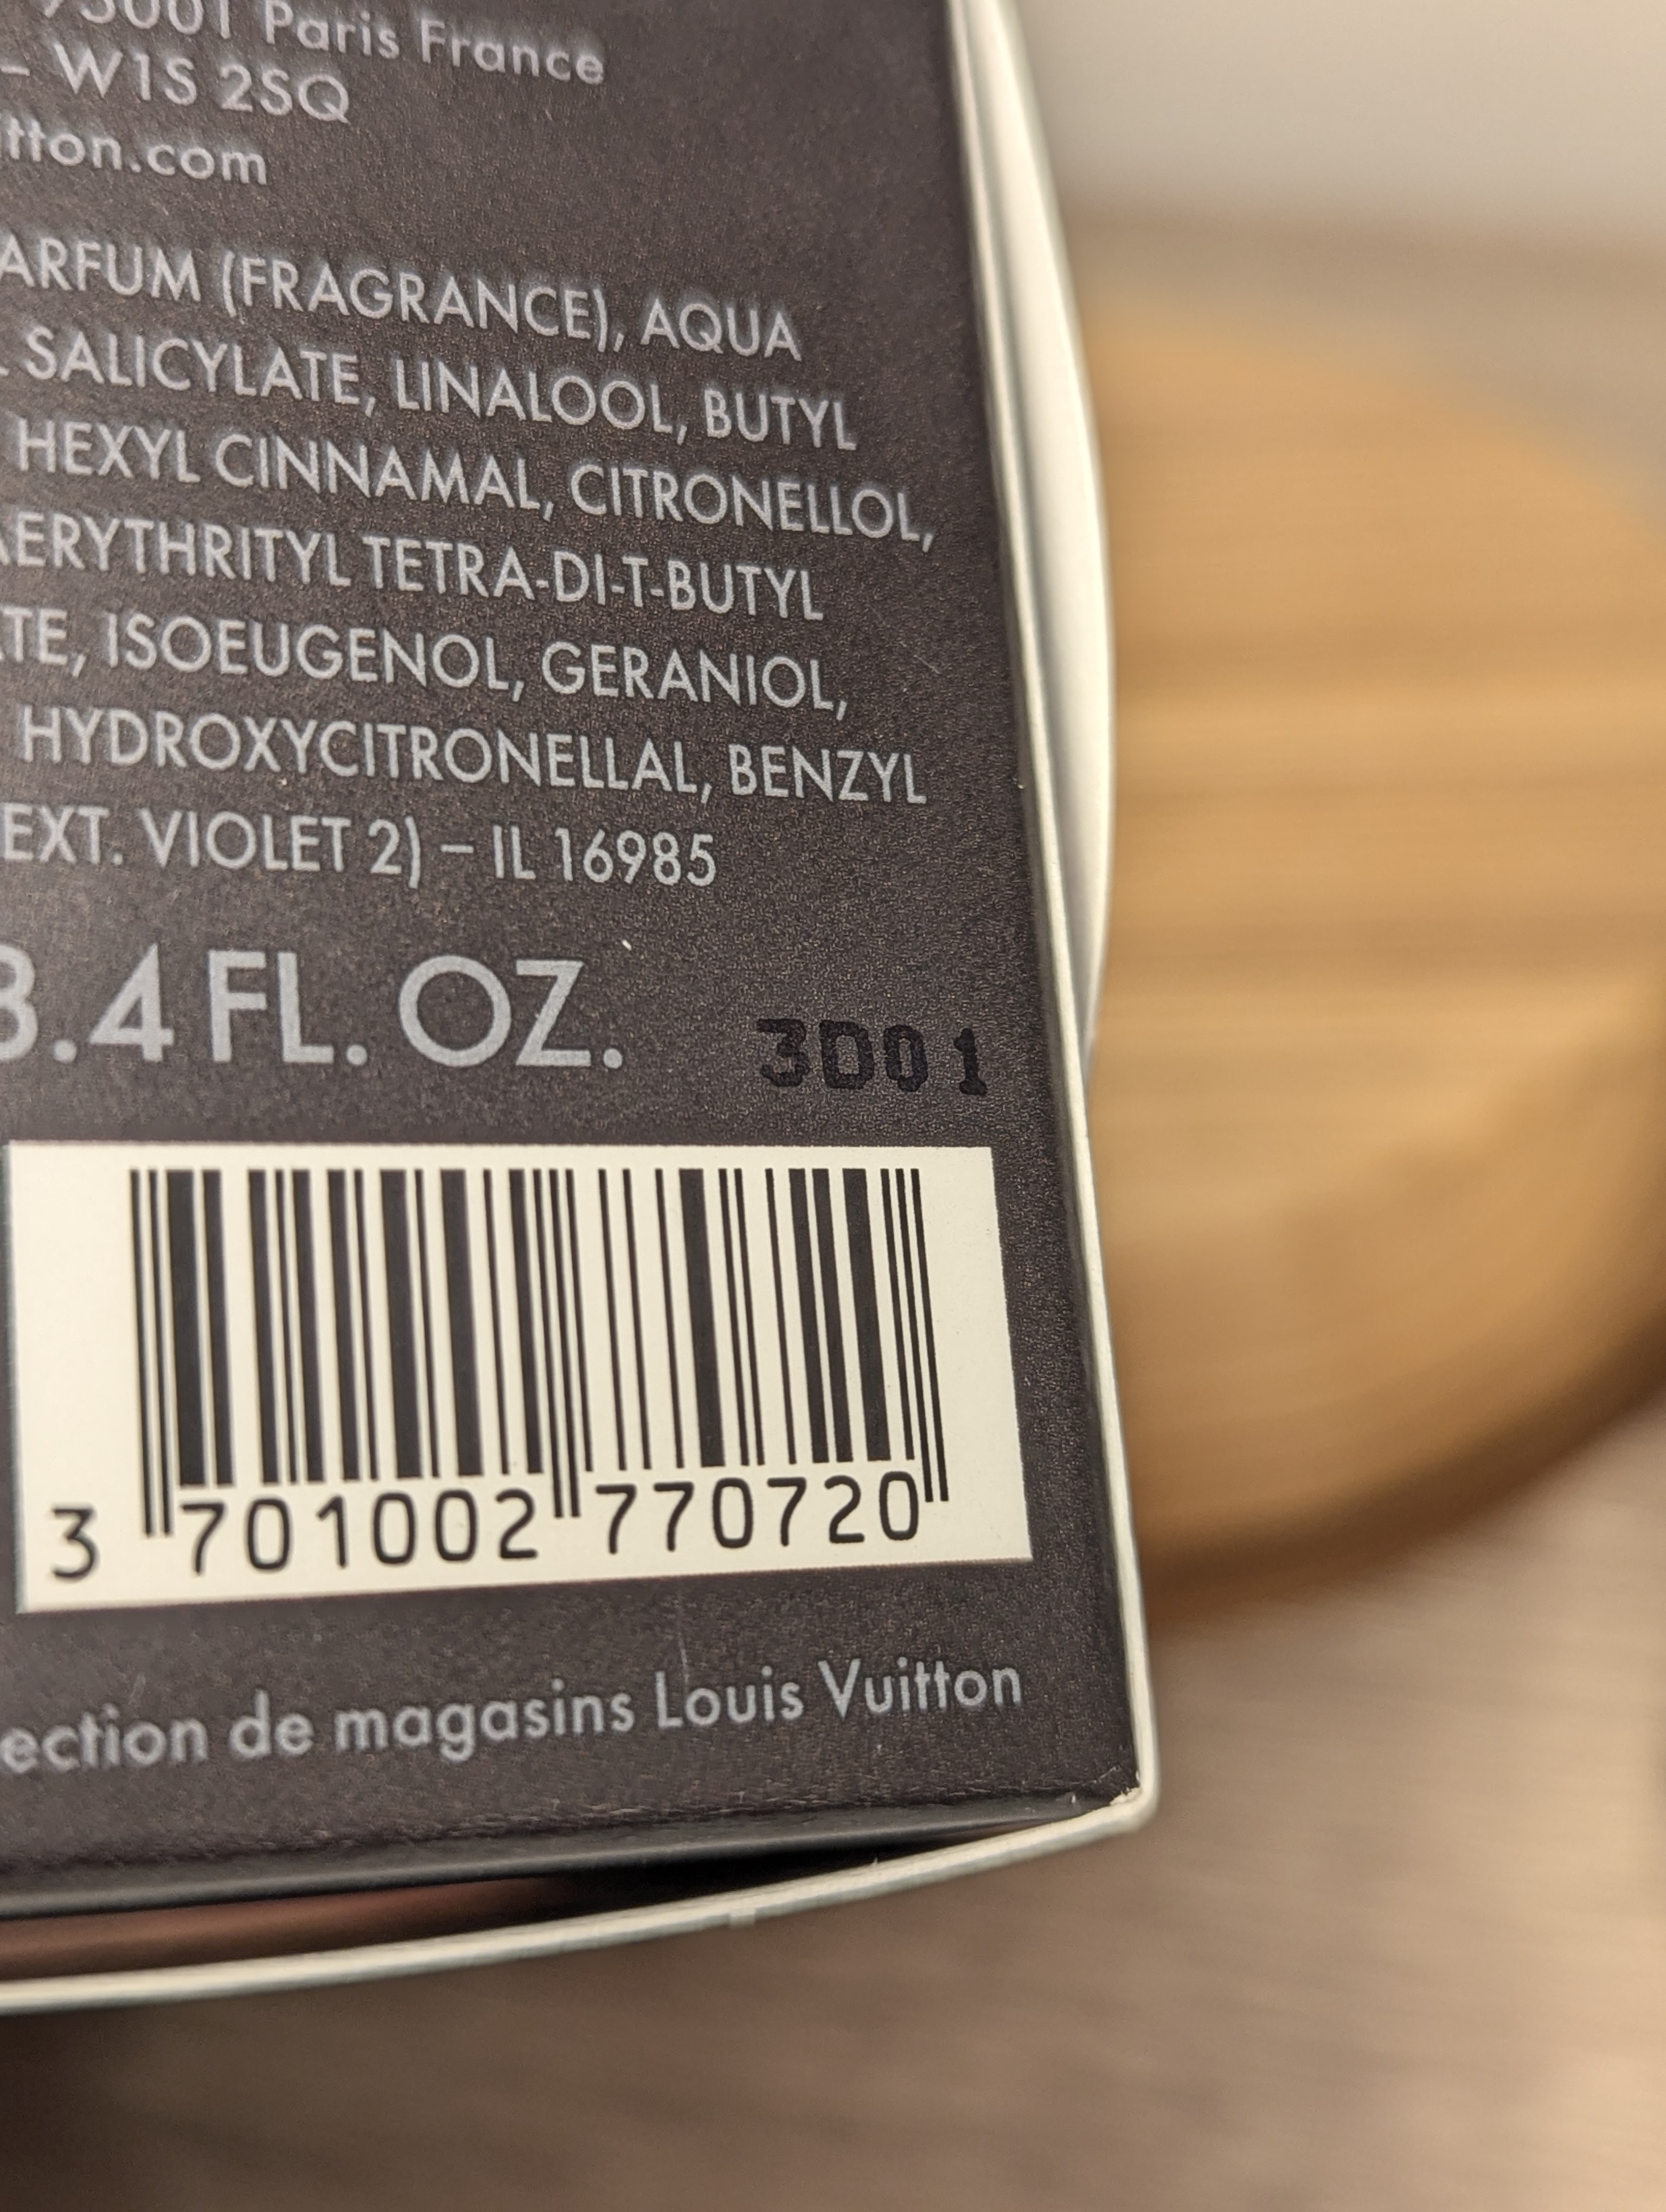 75001 Paris France
– W1S 2SQ
itton.com
ARFUM (FRAGRANCE), AQUA
SALICYLATE, LINALOOL, BUTYL
HEXYL CINNAMAL, CITRONELLOL,
AERYTHRITYL TETRA-DI-T-BUTYL
TE, ISOEUGENOL, GERANIOL,
HYDROXYCITRONELLAL, BENZYL
EXT. VIOLET 2) – IL 16985
3.4 FL. OZ.
3D01
3 701002 770720
ection de magasins Louis Vuitton